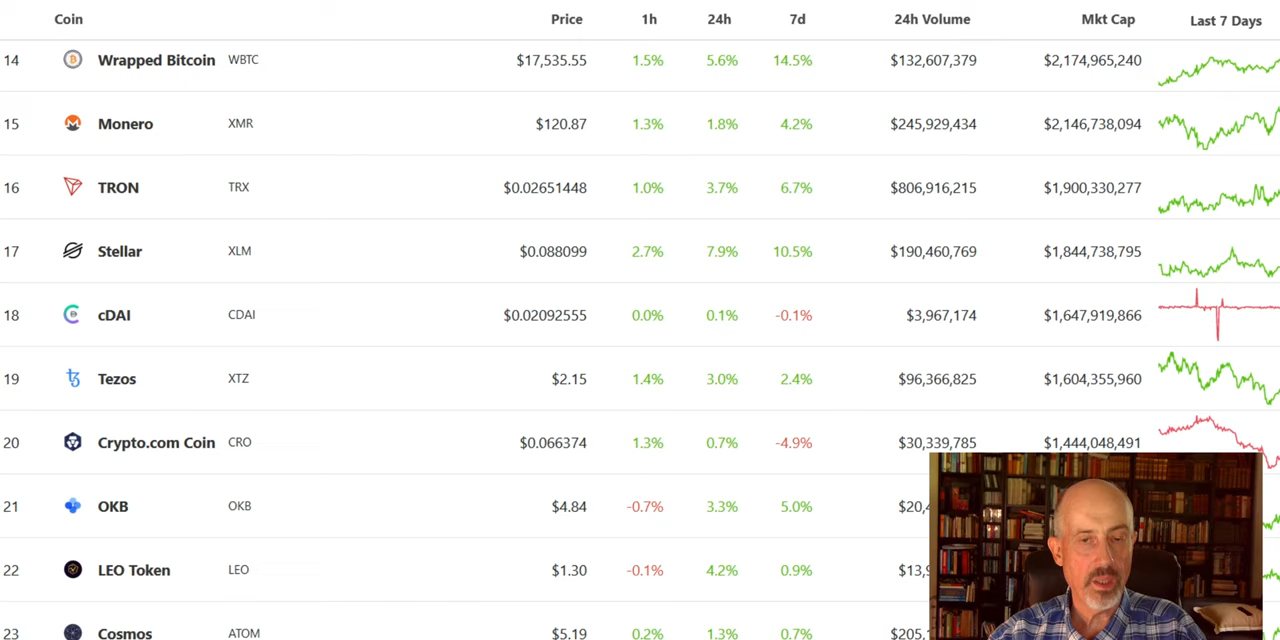 Coin Price 1h 24h 7d 24h Volume Mkt Cap Last 7 Days
14 Wrapped Bitcoin WBTC $17,535.55 1.5% 5.6% 14.5% $132,607,379 $2,174,965,240
15 Monero XMR $120.87 1.3% 1.8% 4.2% $245,929,434 $2,146,738,094
16 TRON TRX $0.02651448 1.0% 3.7% 6.7% $806,916,215 $1,900,330,277
17 Stellar XLM $0.088099 2.7% 7.9% 10.5% $190,460,769 $1,844,738,795
18 cDAI CDAI $0.02092555 0.0% 0.1% -0.1% $3,967,174 $1,647,919,866
19 Tezos XTZ $2.15 1.4% 3.0% 2.4% $96,366,825 $1,604,355,960
20 Crypto.com Coin CRO $0.066374 1.3% 0.7% -4.9% $30,339,785 $1,444,048,491
21 OKB OKB $4.84 -0.7% 3.3% 5.0% $20,
22 LEO Token LEO $1.30 -0.1% 4.2% 0.9% $13,
23 Cosmos ATOM $5.19 0.2% 1.3% 0.7% $205,